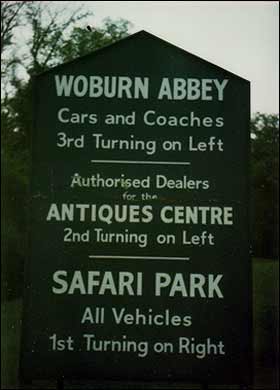 WOBURN ABBEY
Cars and Coaches
3rd Turning on Left
Authorised Dealers
for the
ANTIQUES CENTRE
2nd Turning on Left
SAFARI PARK
All Vehicles
1st Turning on Right